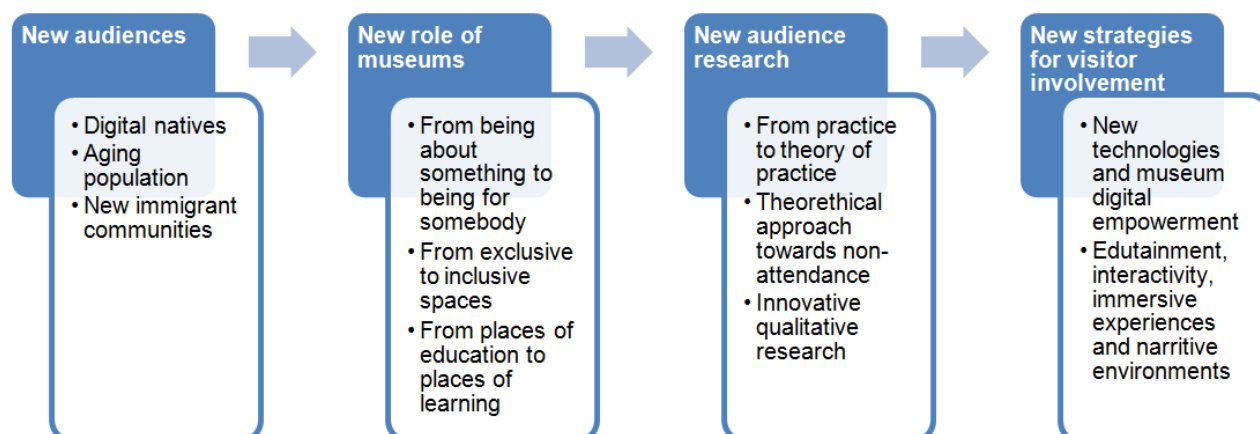 New audiences
• Digital natives
• Aging
population
• New immigrant
communities
New role of
museums
• From being
about
something to
being for
somebody
• From exclusive
to inclusive
spaces
• From places of
education to
places of
learning
New audience
research
• From practice
to theory of
practice
• Theorethical
approach
towards non-
attendance
• Innovative
qualitative
research
New strategies
for visitor
involvement
• New
technologies
and museum
digital
empowerment
• Edutainment,
interactivity,
immersive
experiences
and narritive
environments